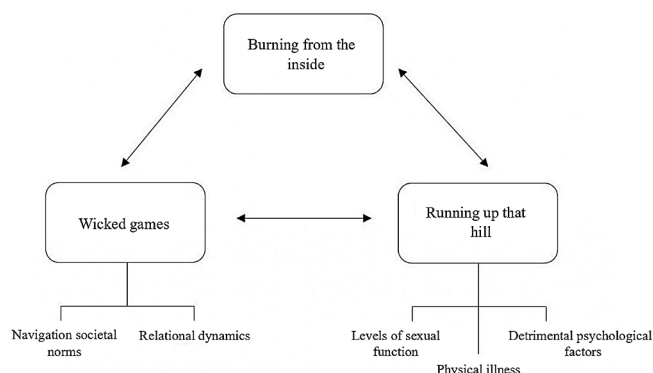 Burning from the
inside
Wicked games
Running up that
hill
Navigation societal
norms
Relational dynamics
Levels of sexual
function
Physical illness
Detrimental psychological
factors